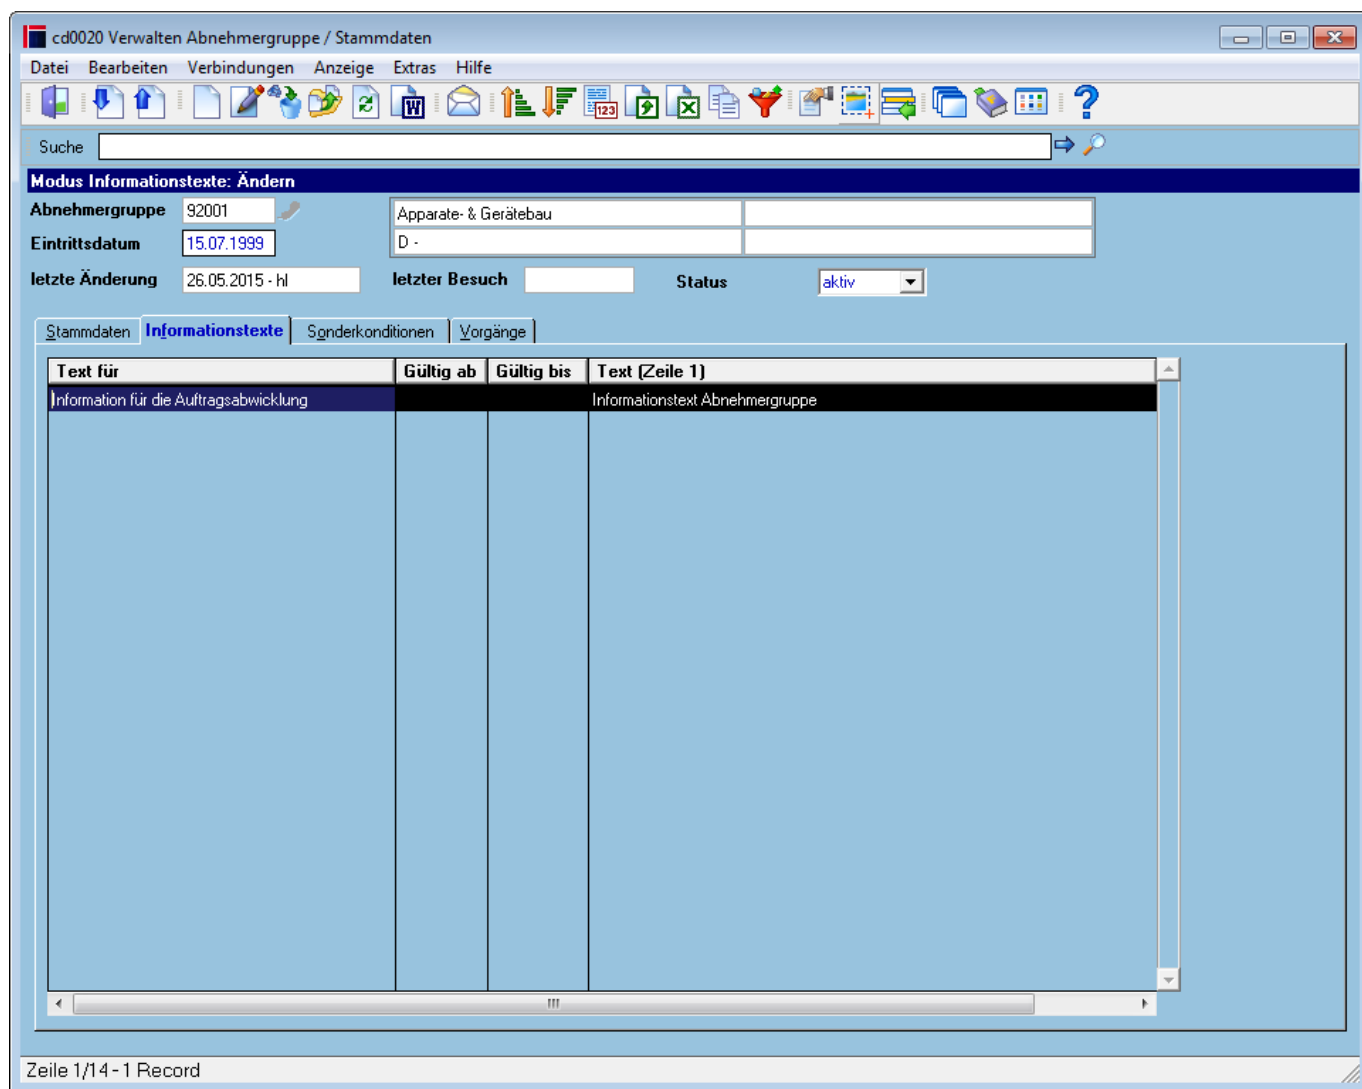 cd0020 Verwalten Abnehmergruppe / Stammdaten
Datei Bearbeiten Verbindungen Anzeige Extras Hilfe
W 123 ?
Suche
Modus Informationstexte: Ändern
Abnehmergruppe 92001 Apparate- & Gerätebau
Eintrittsdatum 15.07.1999 D -
letzte Änderung 26.05.2015 - hl letzter Besuch Status aktiv
Stammdaten Informationstexte Sonderkonditionen Vorgänge
Text für Gültig ab Gültig bis Text (Zeile 1)
Information für die Auftragsabwicklung Informationstext Abnehmergruppe
Zeile 1/14 - 1 Record